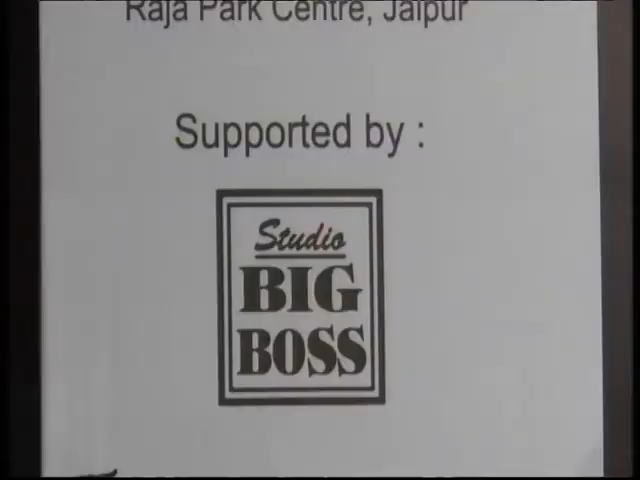 Raja Park Centre, Jaipur
Supported by :
Studio
BIG
BOSS